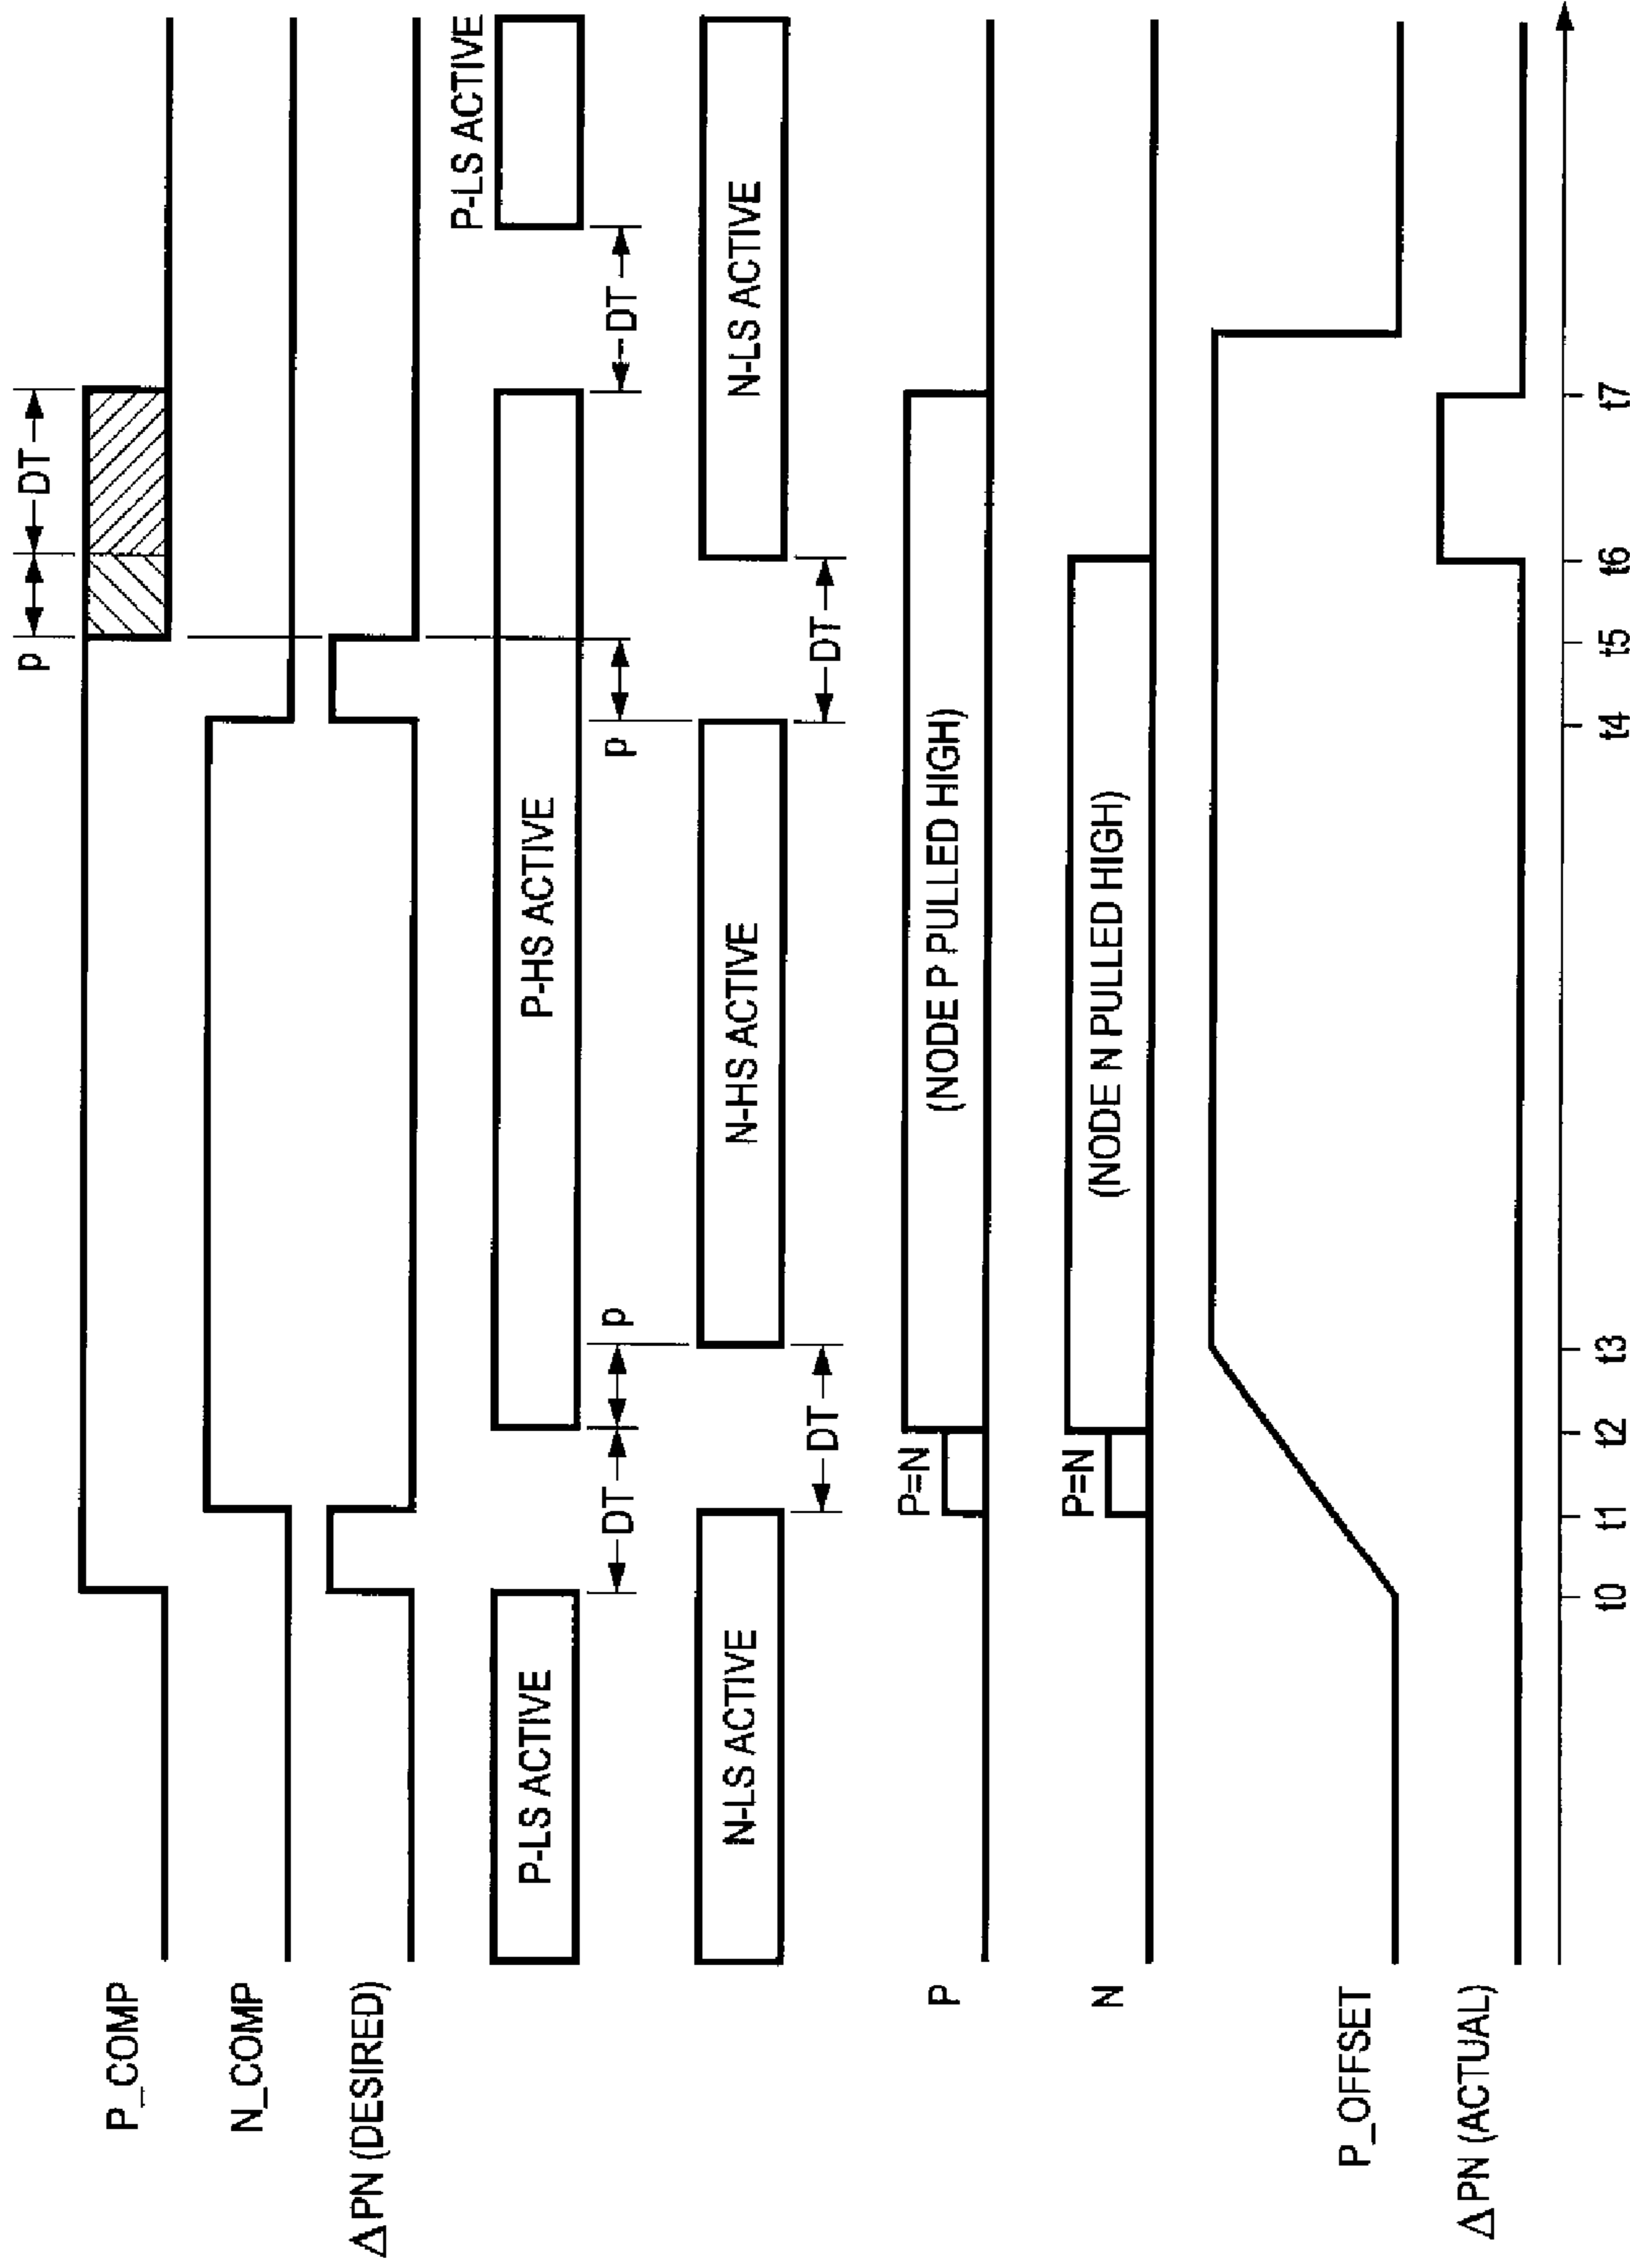 P_COMP
p
DT
N_COMP
ΔPN (DESIRED)
P-LS ACTIVE
DT
P-HS ACTIVE
p
p
DT
P-LS ACTIVE
N-LS ACTIVE
DT
N-HS ACTIVE
DT
N-LS ACTIVE
P
P=N
(NODE P PULLED HIGH)
N
P=N
(NODE N PULLED HIGH)
P_OFFSET
ΔPN (ACTUAL)
t0 t1 t2 t3 t4 t5 t6 t7